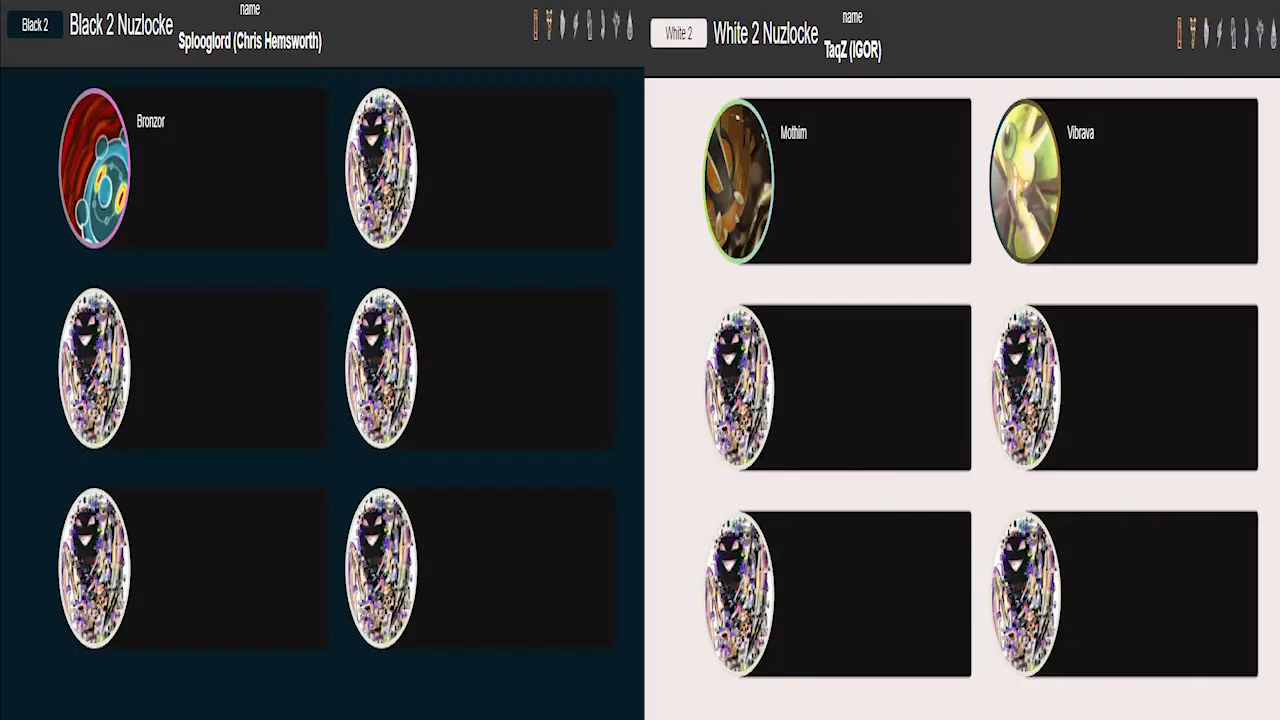 Black 2
Black 2 Nuzlocke
name
Splooglord (Chris Hemsworth)
Bronzor
White 2
White 2 Nuzlocke
name
TaqZ (IGOR)
Mothim
Vibrava